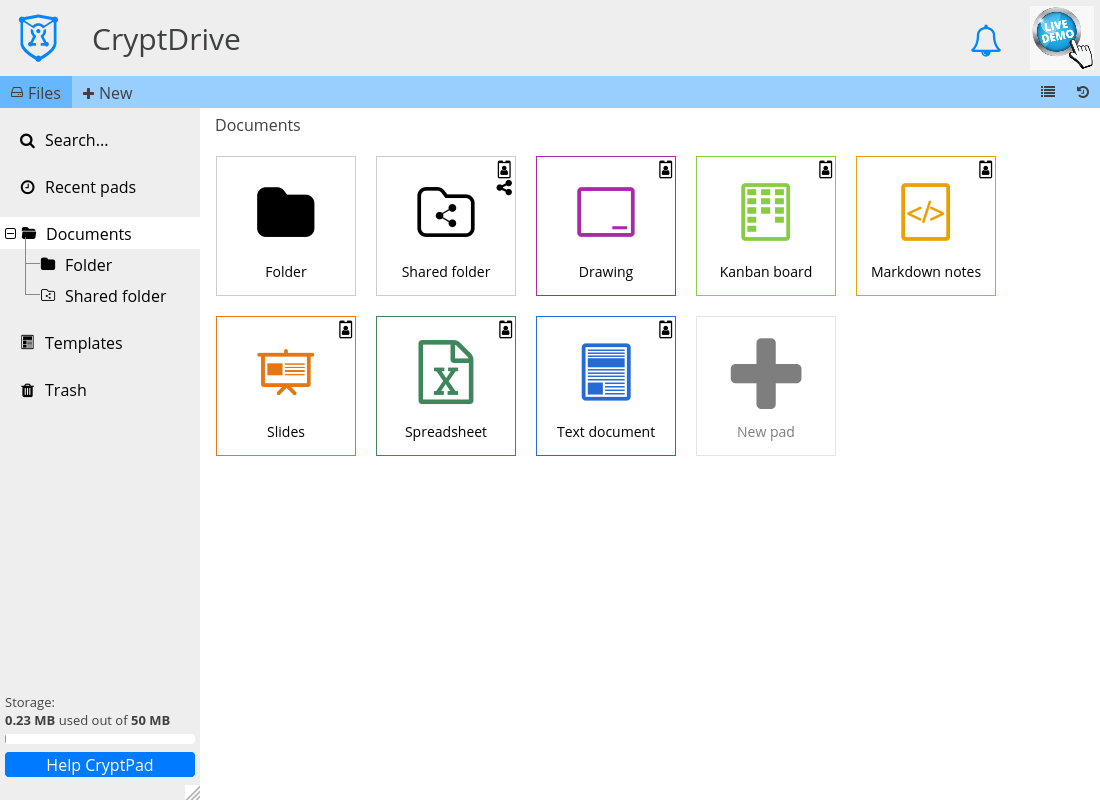 CryptDrive
LIVE
DEMO
Files
New
Search...
Recent pads
Documents
Folder
Shared folder
Templates
Trash
Documents
Folder
Shared folder
Drawing
Kanban board
</>
Markdown notes
Slides
X
Spreadsheet
Text document
New pad
Storage:
0.23 MB used out of 50 MB
Help CryptPad